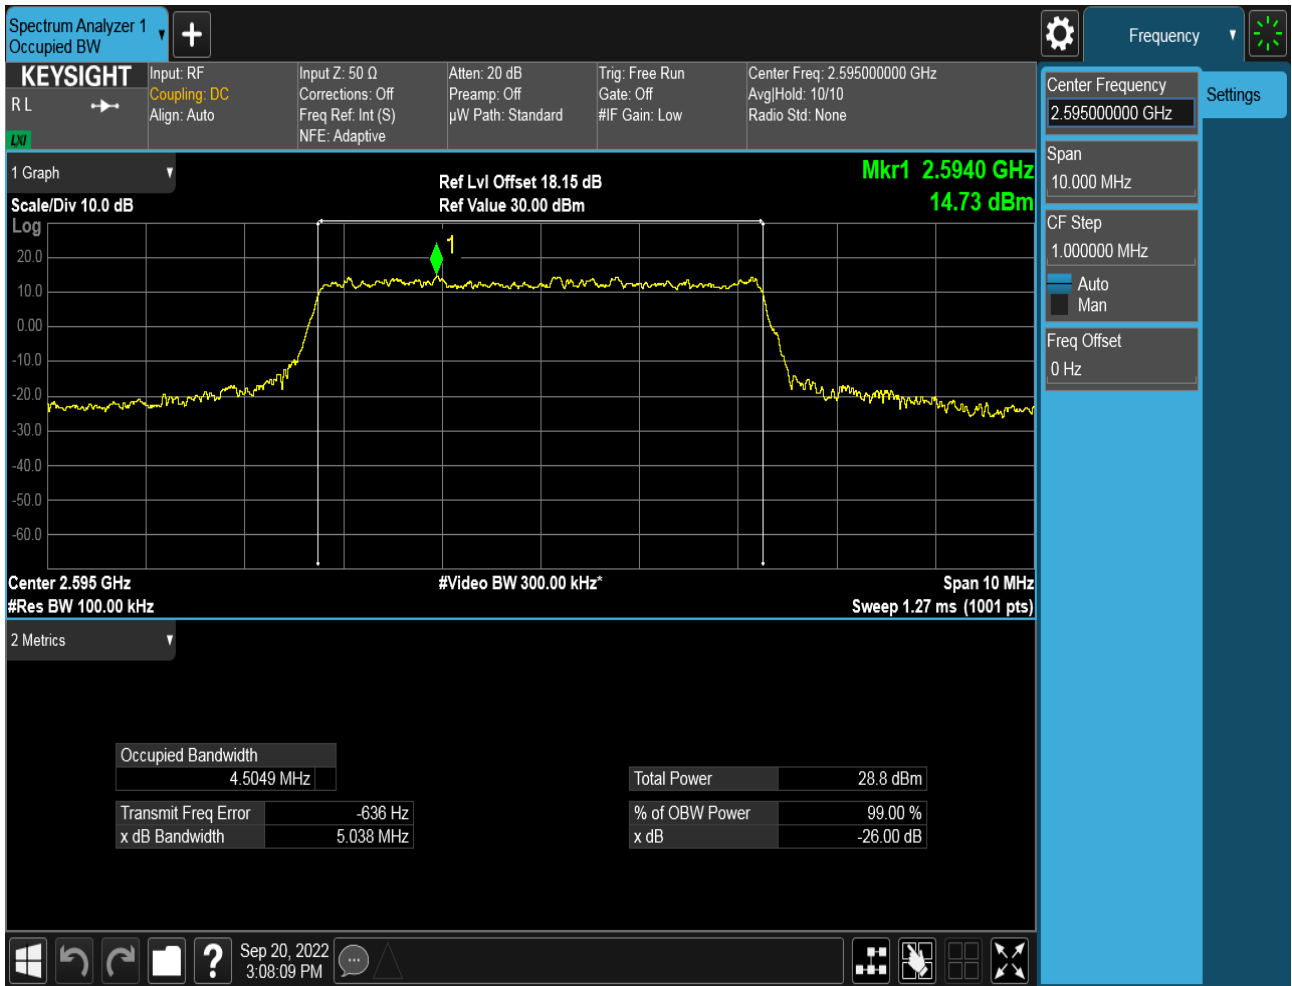 Spectrum Analyzer 1
Occupied BW
Frequency
KEYSIGHT
R L
LXI
Input: RF
Coupling: DC
Align: Auto
Input Z: 50 Ω
Corrections: Off
Freq Ref: Int (S)
NFE: Adaptive
Atten: 20 dB
Preamp: Off
µW Path: Standard
Trig: Free Run
Gate: Off
#IF Gain: Low
Center Freq: 2.595000000 GHz
Avg|Hold: 10/10
Radio Std: None
Center Frequency
2.595000000 GHz
Settings
Span
10.000 MHz
CF Step
1.000000 MHz
Auto
Man
Freq Offset
0 Hz
1 Graph
Scale/Div 10.0 dB
Ref Lvl Offset 18.15 dB
Ref Value 30.00 dBm
Mkr1 2.5940 GHz
14.73 dBm
Log
1
20.0
10.0
0.00
-10.0
-20.0
-30.0
-40.0
-50.0
-60.0
Center 2.595 GHz
#Video BW 300.00 kHz*
Span 10 MHz
#Res BW 100.00 kHz
Sweep 1.27 ms (1001 pts)
2 Metrics
Occupied Bandwidth
4.5049 MHz
Transmit Freq Error -636 Hz
x dB Bandwidth 5.038 MHz
Total Power 28.8 dBm
% of OBW Power 99.00 %
x dB -26.00 dB
?
Sep 20, 2022
3:08:09 PM